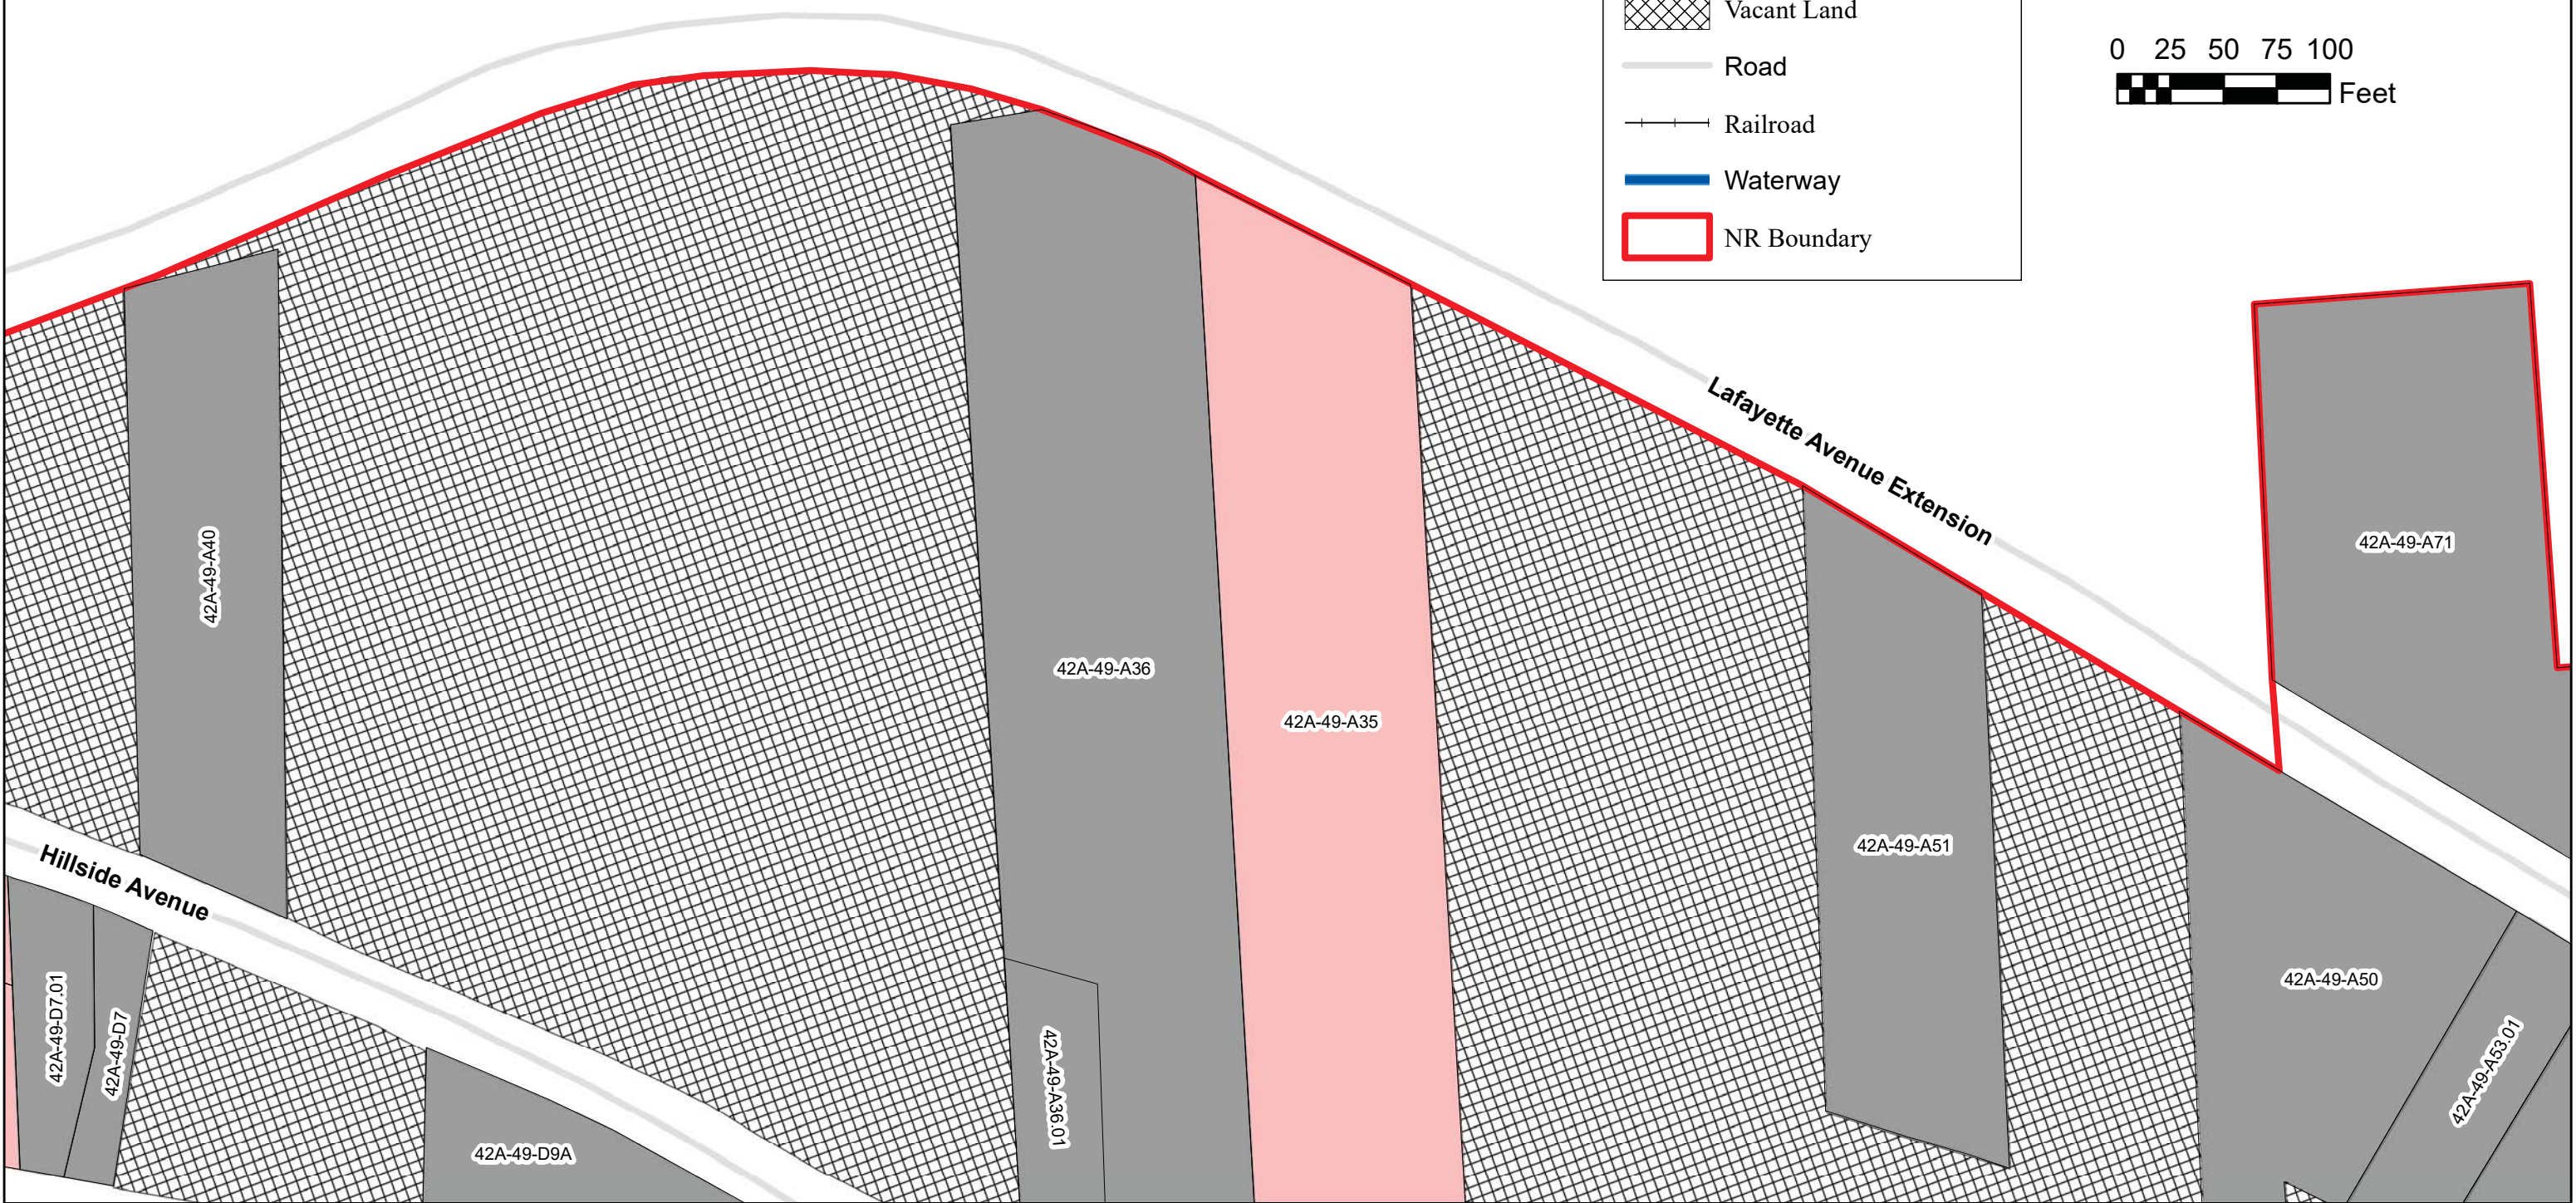 Vacant Land
Road
Railroad
Waterway
NR Boundary
0 25 50 75 100
Feet
Lafayette Avenue Extension
42A-49-A71
42A-49-A40
42A-49-A36
42A-49-A35
42A-49-A51
Hillside Avenue
42A-49-A50
42A-49-D7.01
42A-49-D7
42A-49-A36.01
42A-49-A53.01
42A-49-D9A